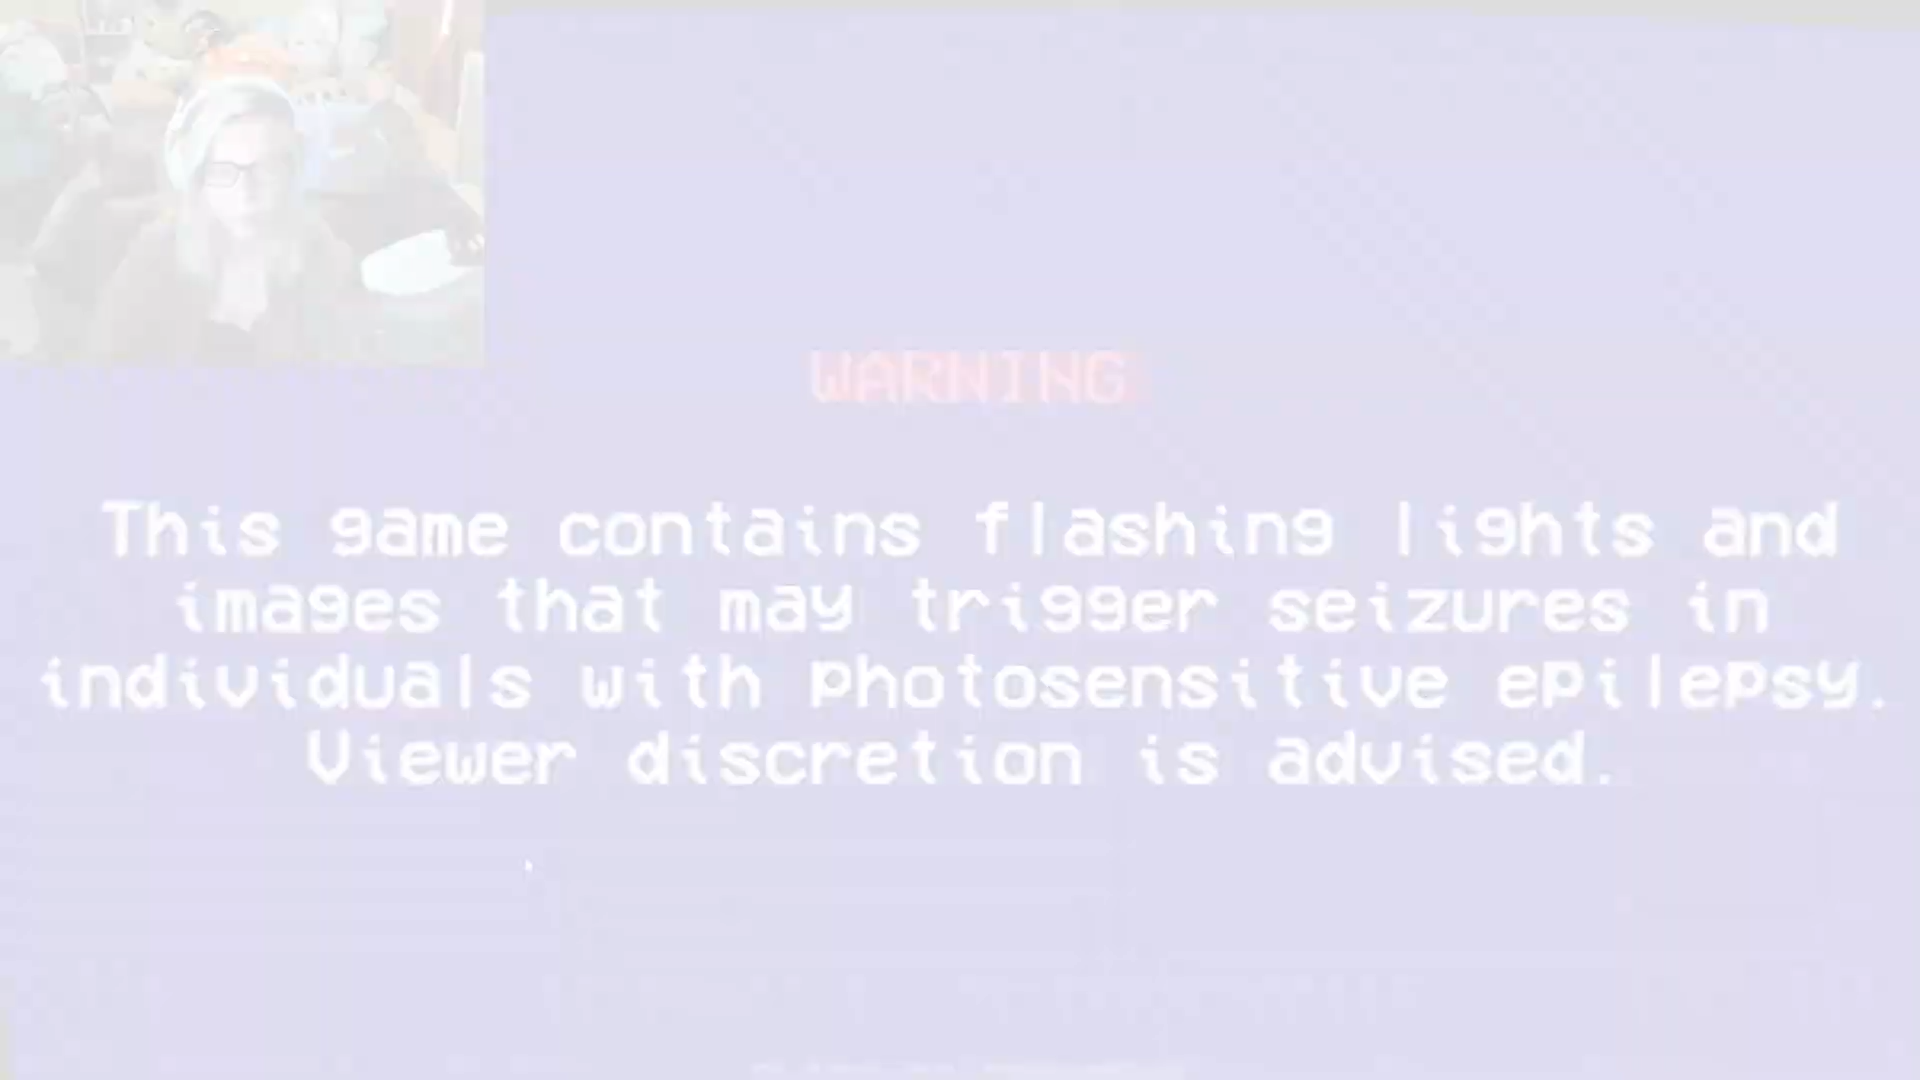 WARNING
This game contains flashing lights and
images that may trigger seizures in
individuals with photosensitive epilepsy.
Viewer discretion is advised.